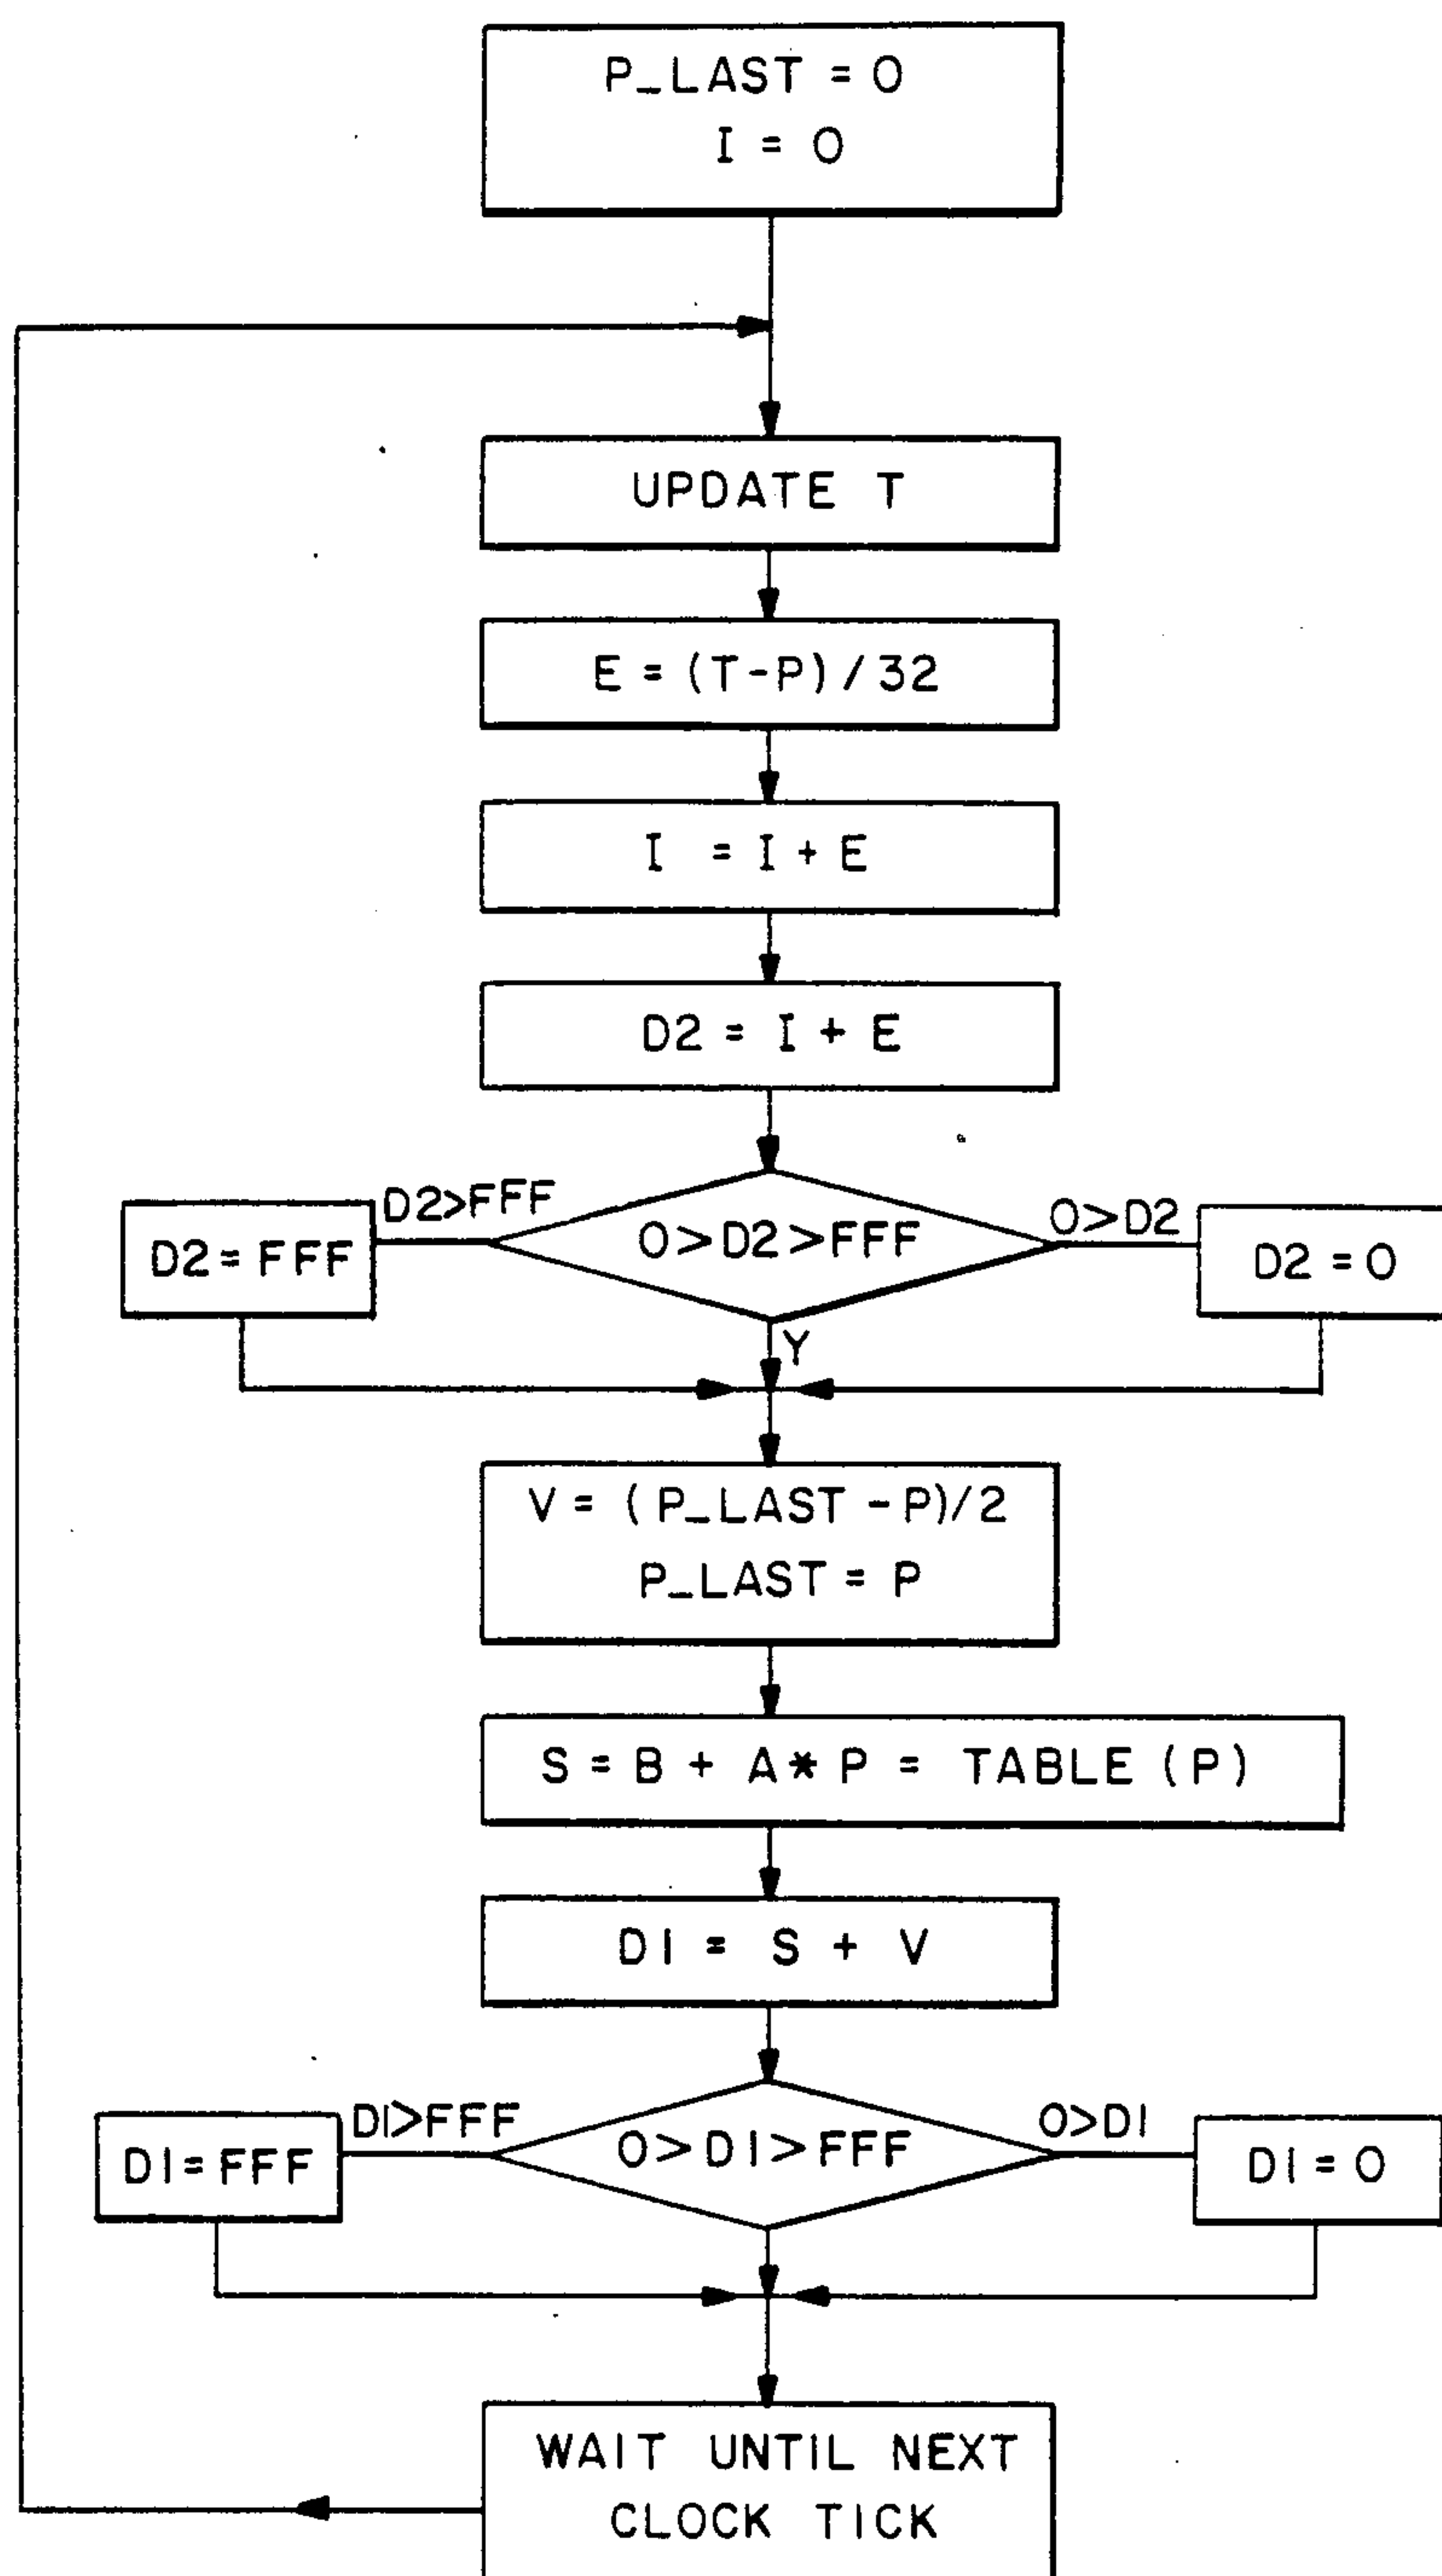 P_LAST = 0
I = 0
UPDATE T
E = (T-P) / 32
I = I + E
D2 = I + E
D2>FFF
0>D2>FFF
0>D2
D2 = FFF
D2 = 0
Y
V = (P_LAST - P)/2
P_LAST = P
S = B + A * P = TABLE (P)
D1 = S + V
D1>FFF
0>D1>FFF
0>D1
D1 = FFF
D1 = 0
WAIT UNTIL NEXT
CLOCK TICK